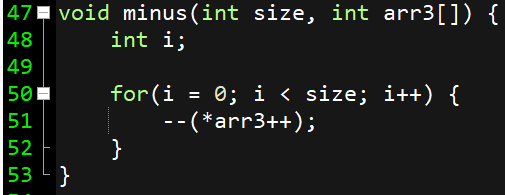 47 void minus(int size, int arr3[]) {
48     int i;
49
50     for(i = 0; i < size; i++) {
51         --(*arr3++);
52     }
53 }